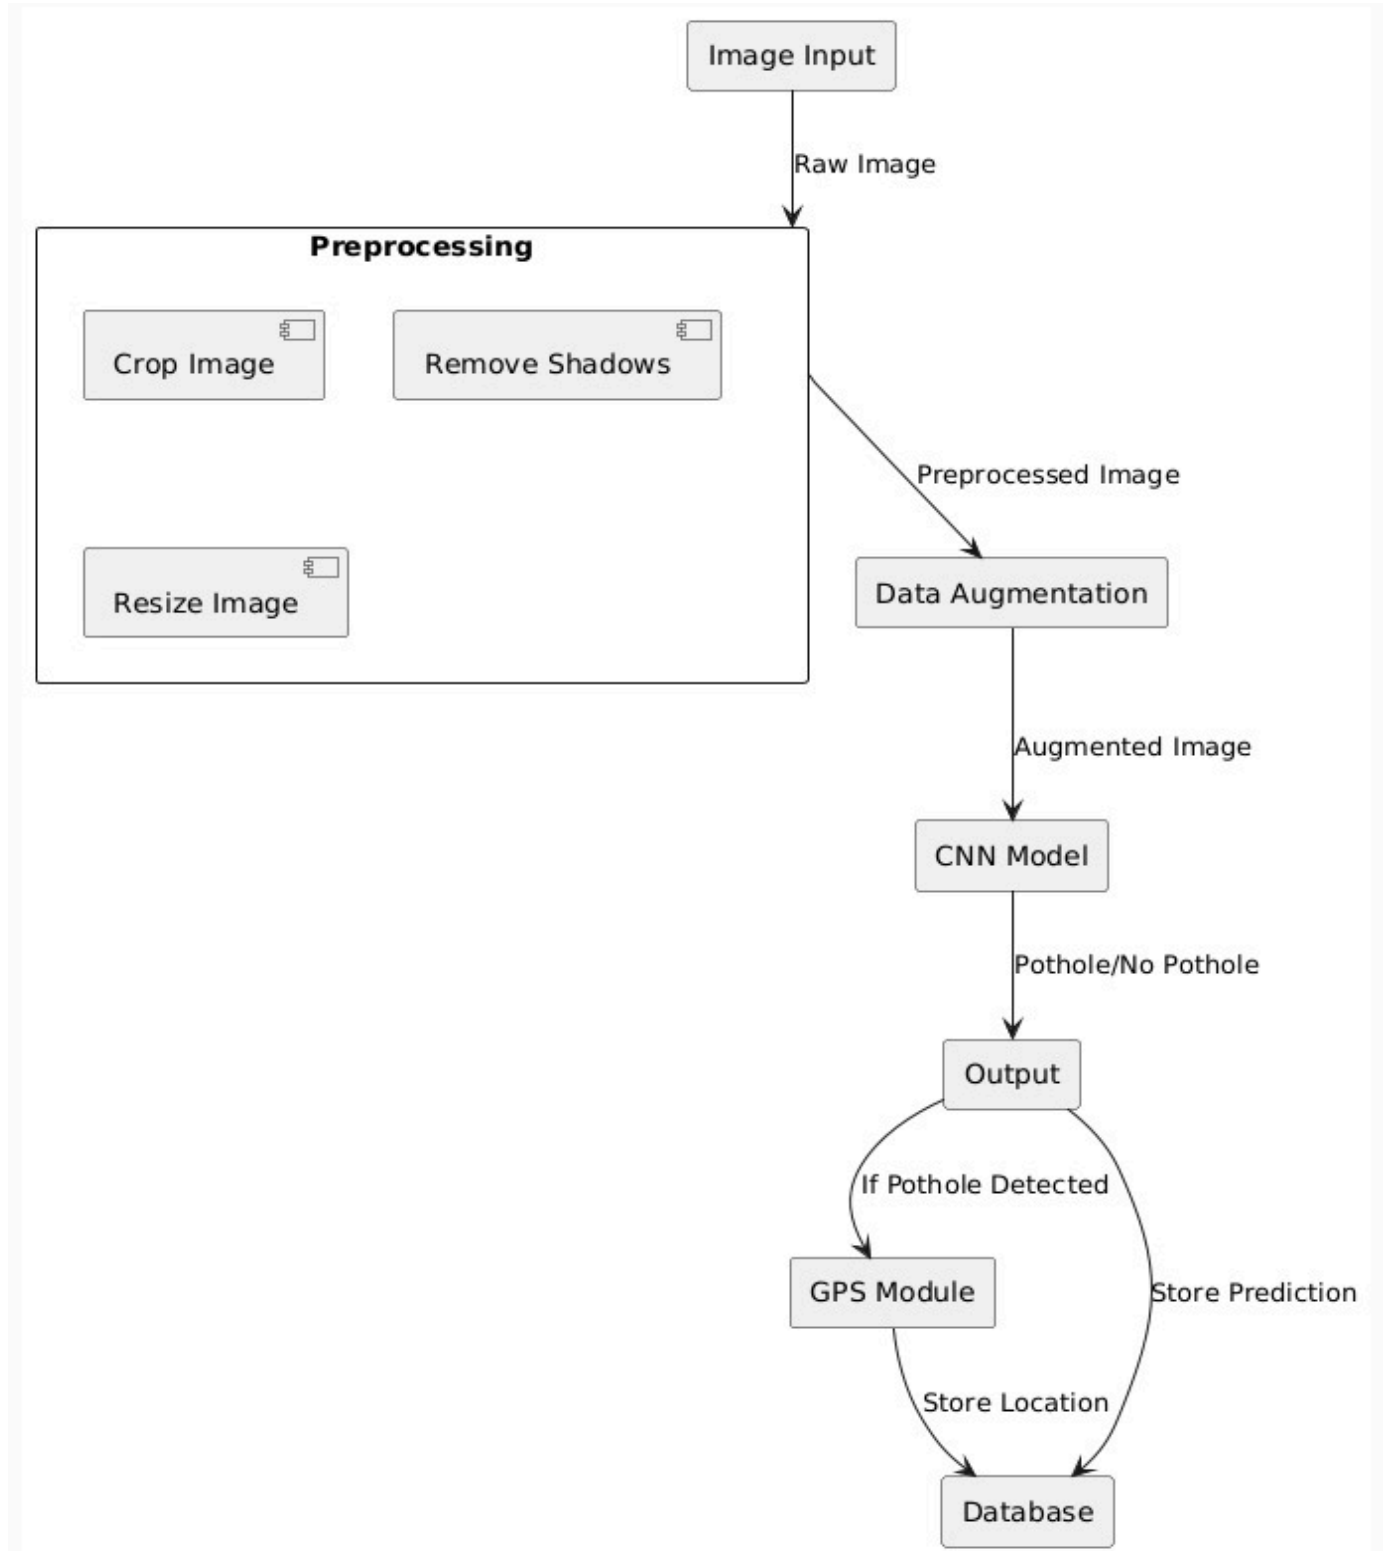 Image Input
Raw Image
Preprocessing
Crop Image
Remove Shadows
Preprocessed Image
Resize Image
Data Augmentation
Augmented Image
CNN Model
Pothole/No Pothole
Output
If Pothole Detected
GPS Module
Store Prediction
Store Location
Database